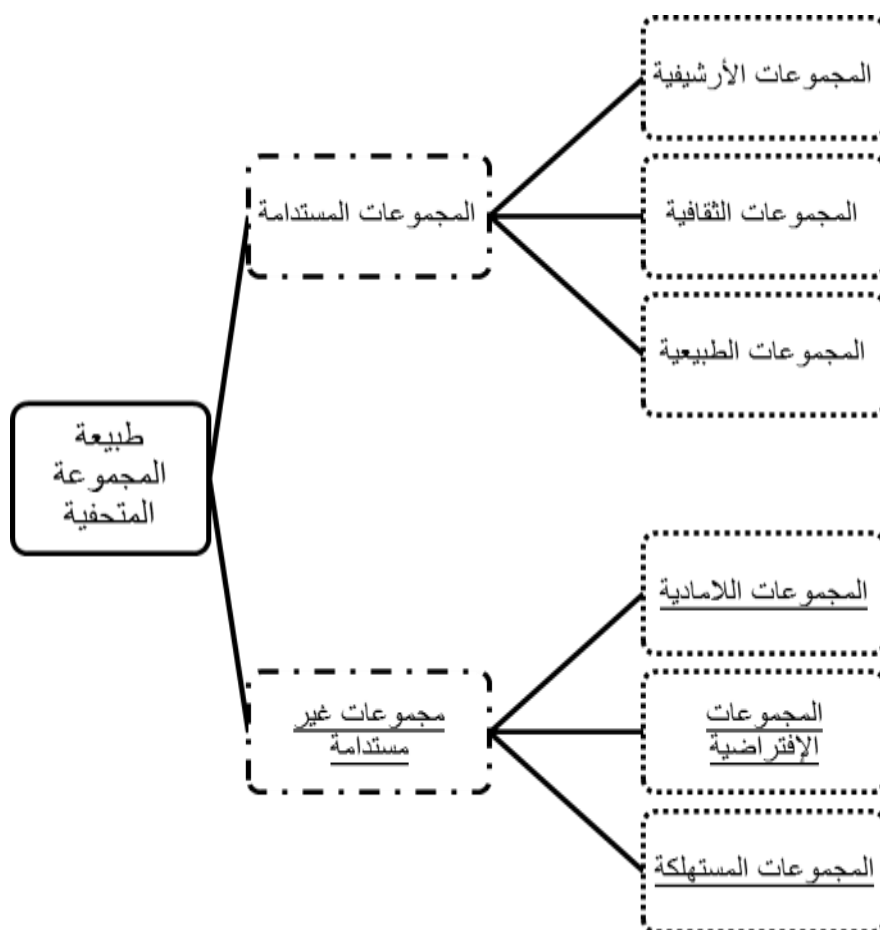 طبيعة
المجموعة
المتحفية
المجموعات المستدامة
المجموعات الأرشيفية
المجموعات الثقافية
المجموعات الطبيعية
مجموعات غير
مستدامة
المجموعات اللامادية
المجموعات
الإفتراضية
المجموعات المستهلكة